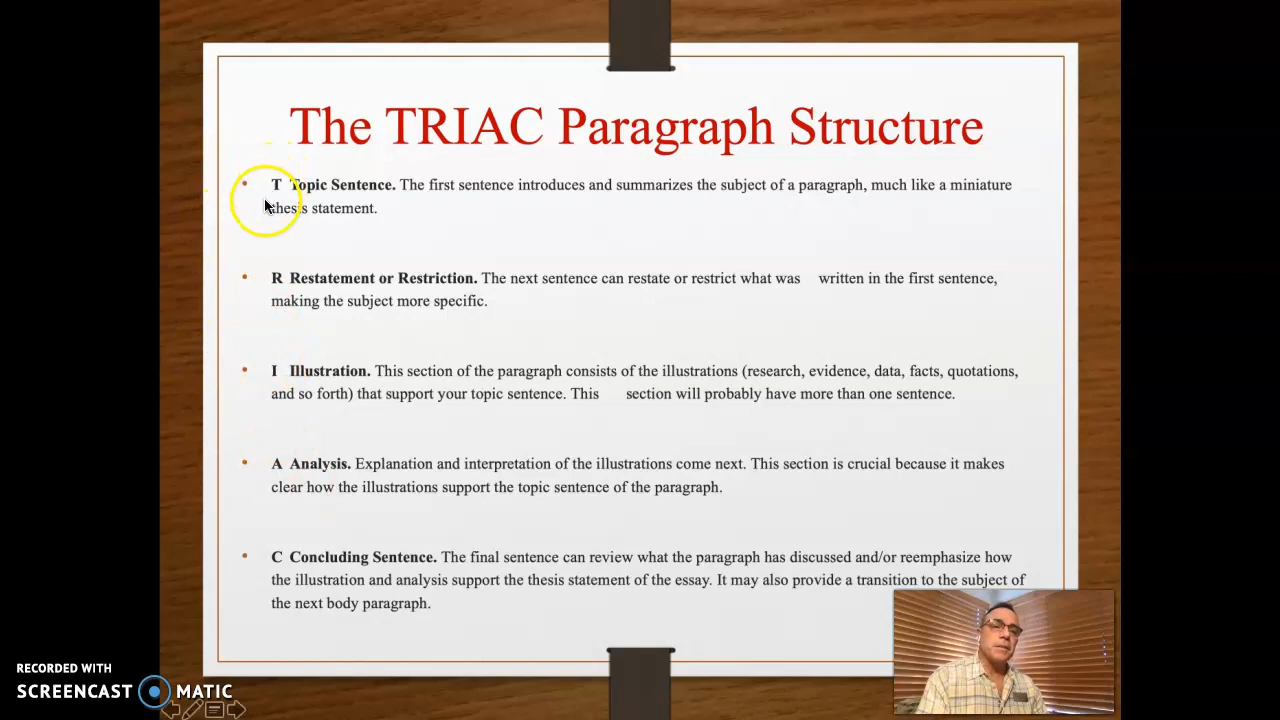 The TRIAC Paragraph Structure
• T Topic Sentence. The first sentence introduces and summarizes the subject of a paragraph, much like a miniature
thesis statement.
• R Restatement or Restriction. The next sentence can restate or restrict what was written in the first sentence,
making the subject more specific.
• I Illustration. This section of the paragraph consists of the illustrations (research, evidence, data, facts, quotations,
and so forth) that support your topic sentence. This section will probably have more than one sentence.
• A Analysis. Explanation and interpretation of the illustrations come next. This section is crucial because it makes
clear how the illustrations support the topic sentence of the paragraph.
• C Concluding Sentence. The final sentence can review what the paragraph has discussed and/or reemphasize how
the illustration and analysis support the thesis statement of the essay. It may also provide a transition to the subject of
the next body paragraph.
RECORDED WITH
SCREENCAST MATIC